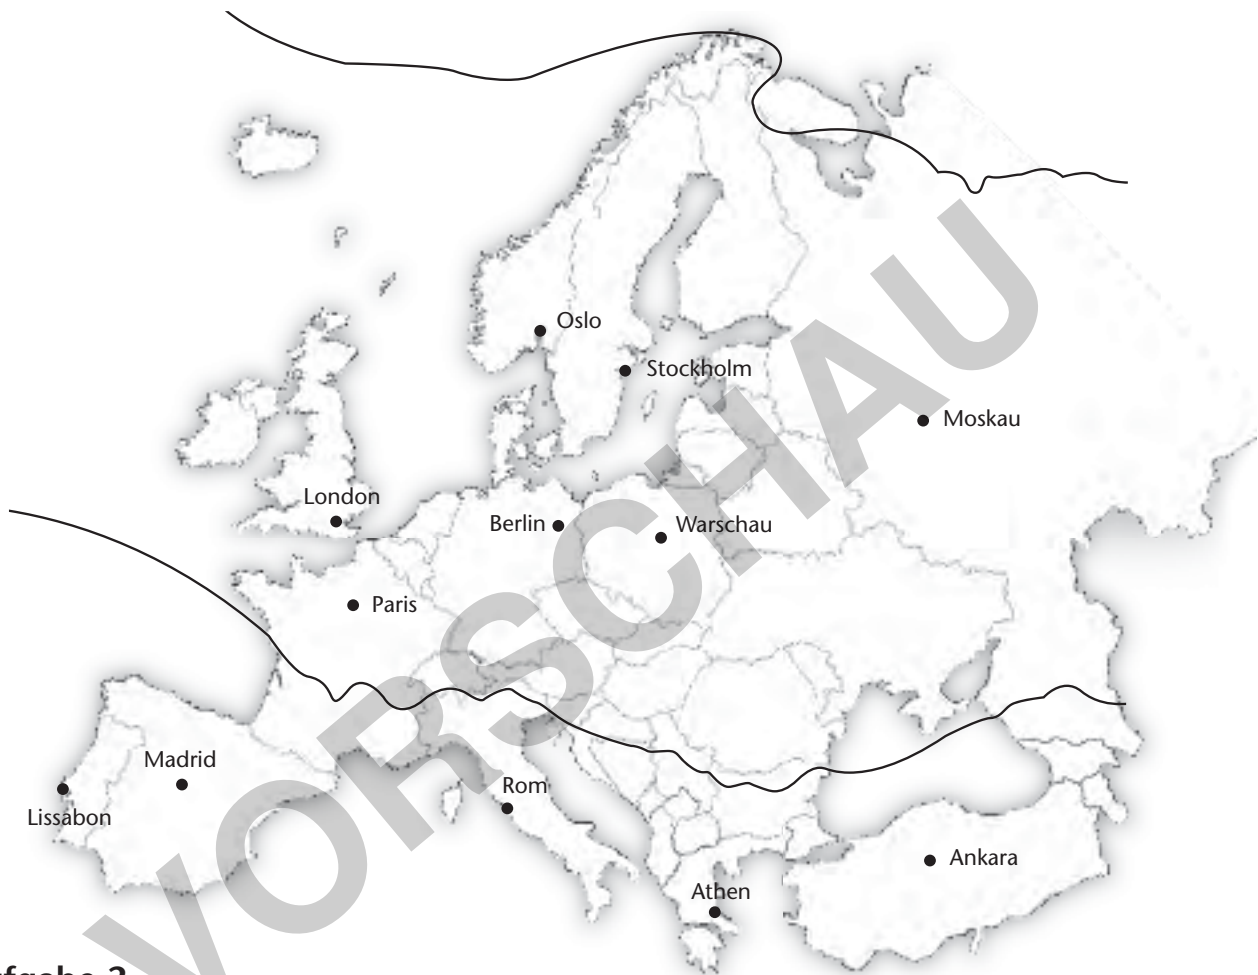 Oslo
Stockholm
Moskau
London
Berlin
Warschau
Paris
Madrid
Rom
Lissabon
Ankara
Athen
VORSCHAU